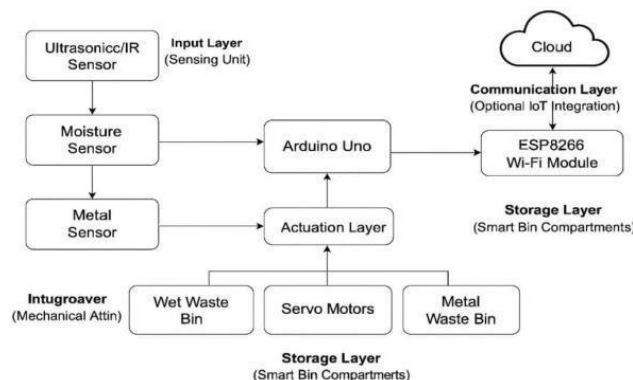 Ultrasonicc/IR
Sensor
Input Layer
(Sensing Unit)
Cloud
Communication Layer
(Optional IoT Integration)
Moisture
Sensor
Arduino Uno
ESP8266
Wi-Fi Module
Metal
Sensor
Actuation Layer
Storage Layer
(Smart Bin Compartments)
Intugroaver
(Mechanical Attin)
Wet Waste
Bin
Servo Motors
Metal
Waste Bin
Storage Layer
(Smart Bin Compartmerts)